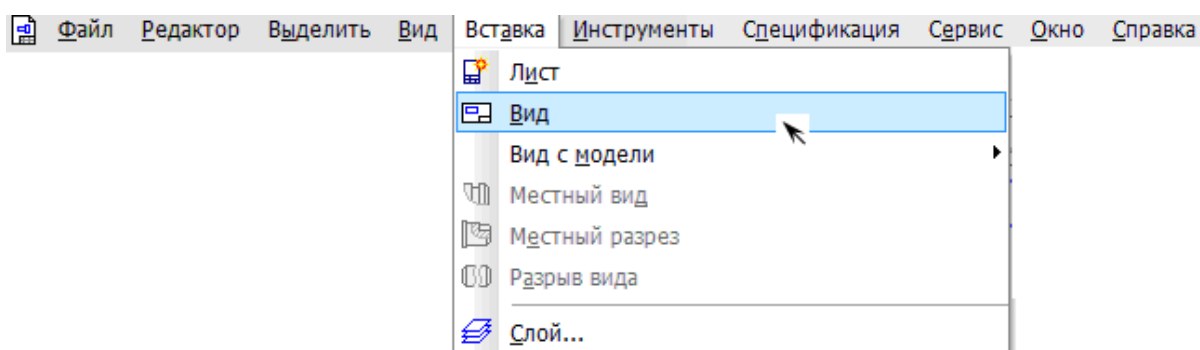 Файл Редактор Выделить Вид Вставка Инструменты Спецификация Сервис Окно Справка
Лист
Вид
Вид с модели
Местный вид
Местный разрез
Разрыв вида
Слой...